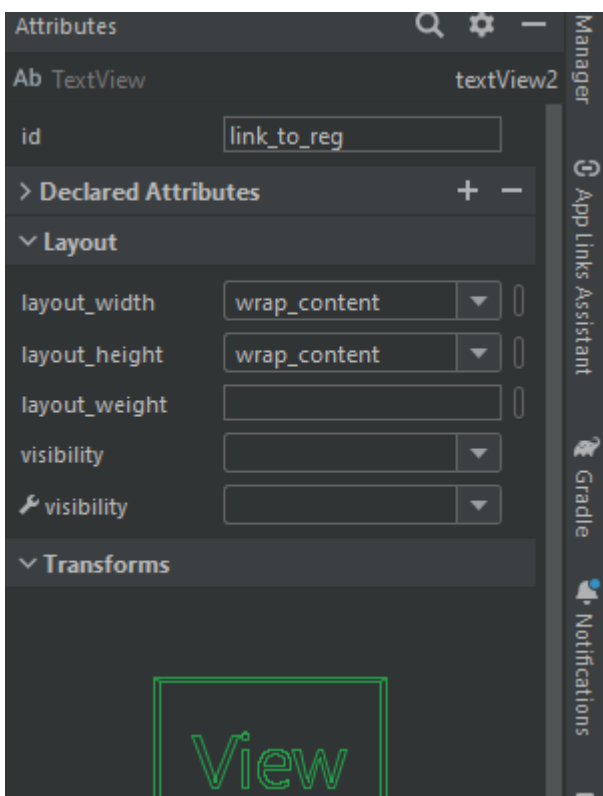 Attributes
Ab TextView textView2
id link_to_reg
Declared Attributes
Layout
layout_width wrap_content
layout_height wrap_content
layout_weight
visibility
visibility
Transforms
View
Manager
App Links Assistant
Gradle
Notifications